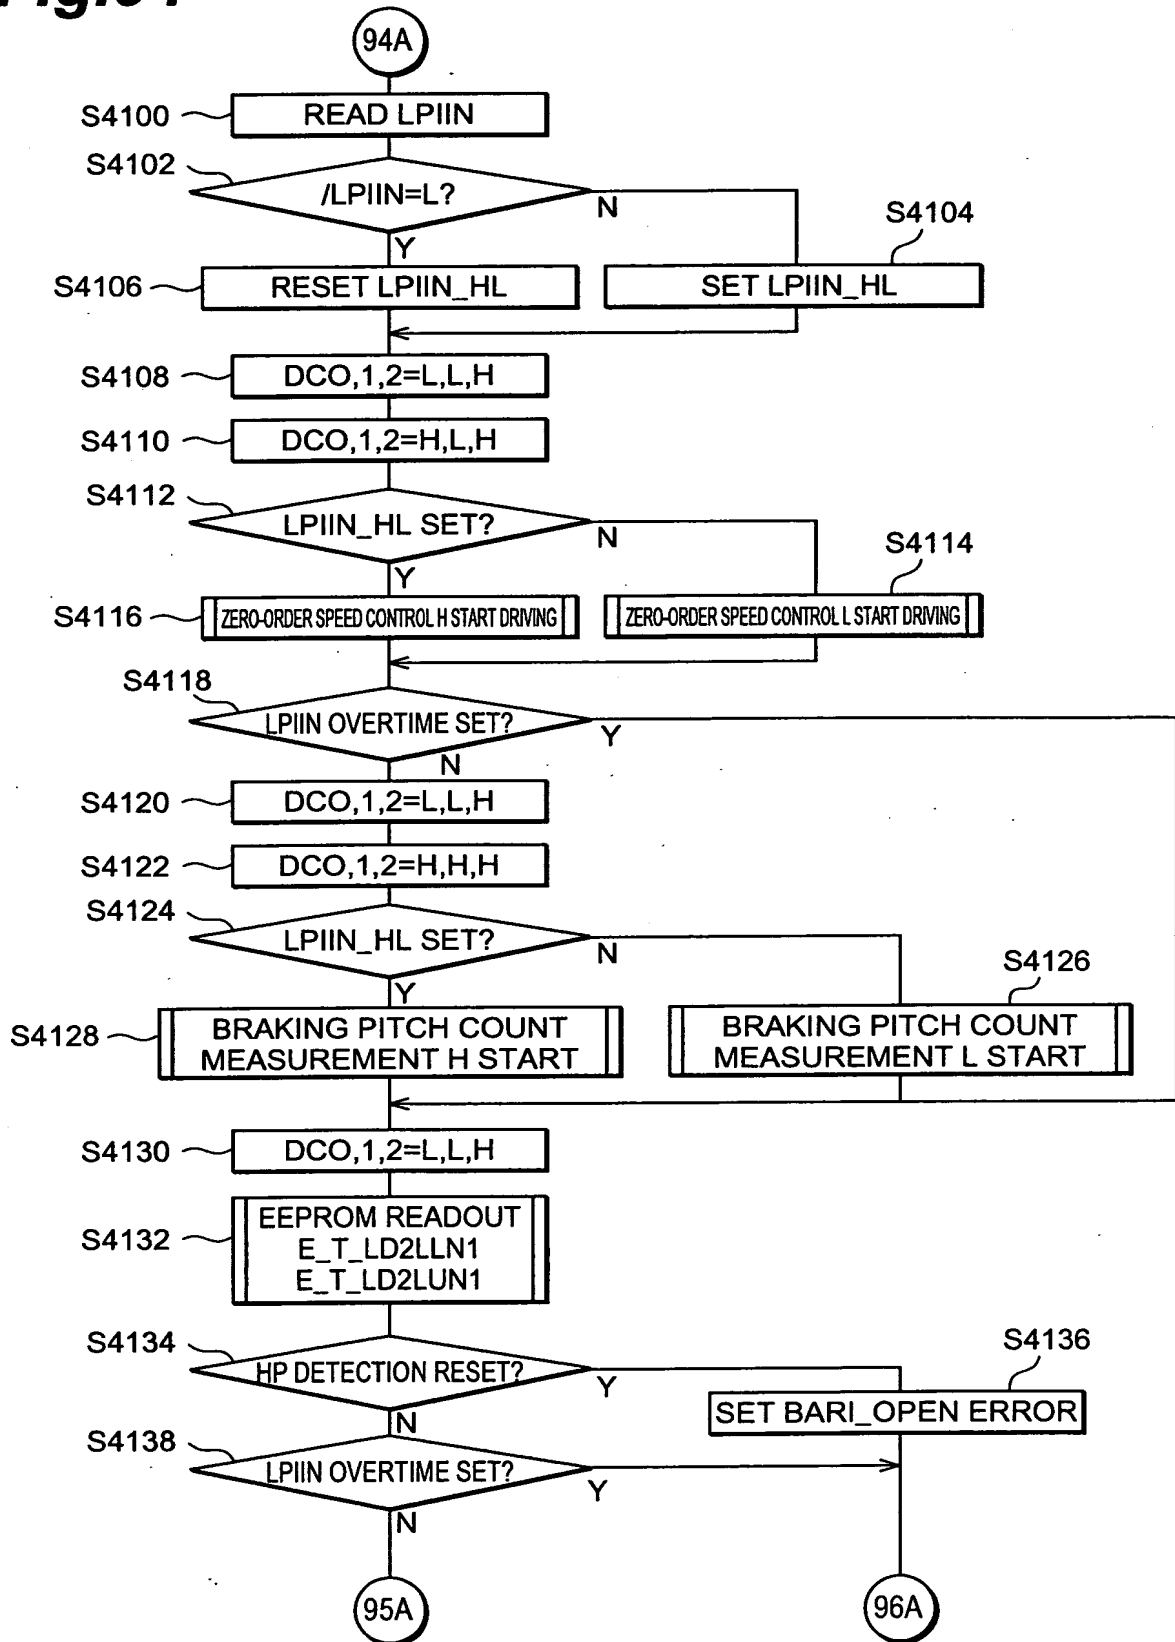 94A
S4100
READ LPIIN
S4102
/LPIIN=L?
N
Y
S4104
S4106
RESET LPIIN_HL
SET LPIIN_HL
S4108
DCO,1,2=L,L,H
S4110
DCO,1,2=H,L,H
S4112
LPIIN_HL SET?
N
Y
S4114
S4116
ZERO-ORDER SPEED CONTROL H START DRIVING
ZERO-ORDER SPEED CONTROL L START DRIVING
S4118
LPIIN OVERTIME SET?
Y
N
S4120
DCO,1,2=L,L,H
S4122
DCO,1,2=H,H,H
S4124
LPIIN_HL SET?
N
Y
S4126
S4128
BRAKING PITCH COUNT
MEASUREMENT H START
BRAKING PITCH COUNT
MEASUREMENT L START
S4130
DCO,1,2=L,L,H
S4132
EEPROM READOUT
E_T_LD2LLN1
E_T_LD2LUN1
S4134
HP DETECTION RESET?
Y
N
S4136
SET BARI_OPEN ERROR
S4138
LPIIN OVERTIME SET?
Y
N
95A
96A